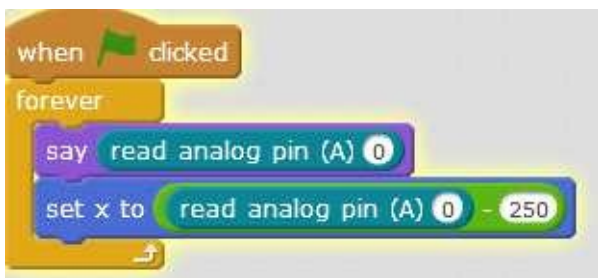 when clicked
forever
say read analog pin (A) 0
set x to read analog pin (A) 0 - 250